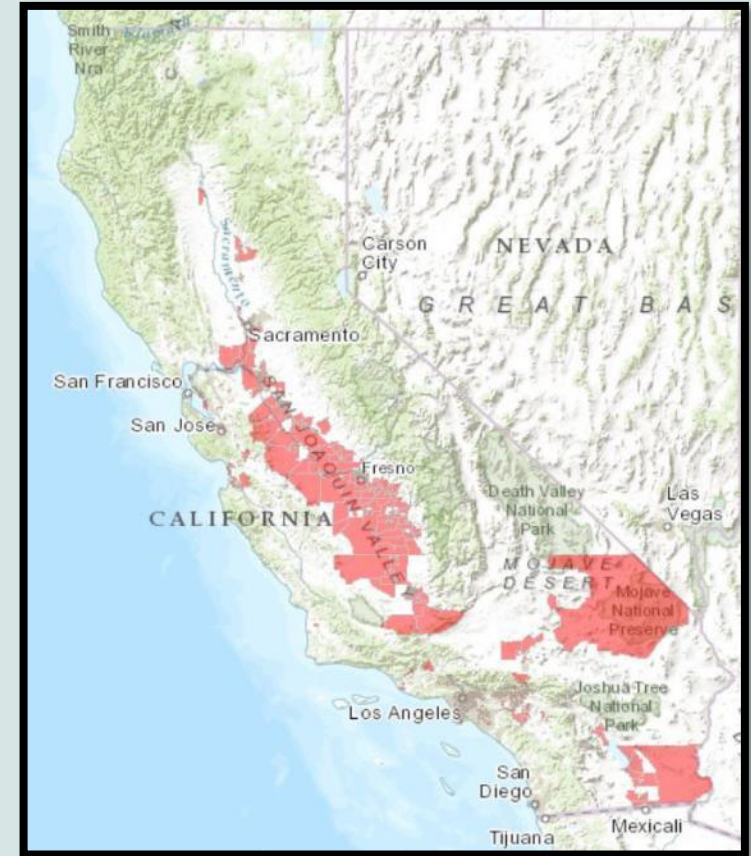 Smith
River
Nra
Klamath
Sacramento
Carson
City
NEVADA
GREAT BAS
Sacramento
San Francisco
San Jose
SAN JOAQUIN VALLEY
Fresno
CALIFORNIA
Death Valley
National
Park
Las
Vegas
MOJAVE
DESERT
Mojave
National
Preserve
Joshua Tree
National
Park
Los Angeles
San
Diego
Mexicali
Tijuana